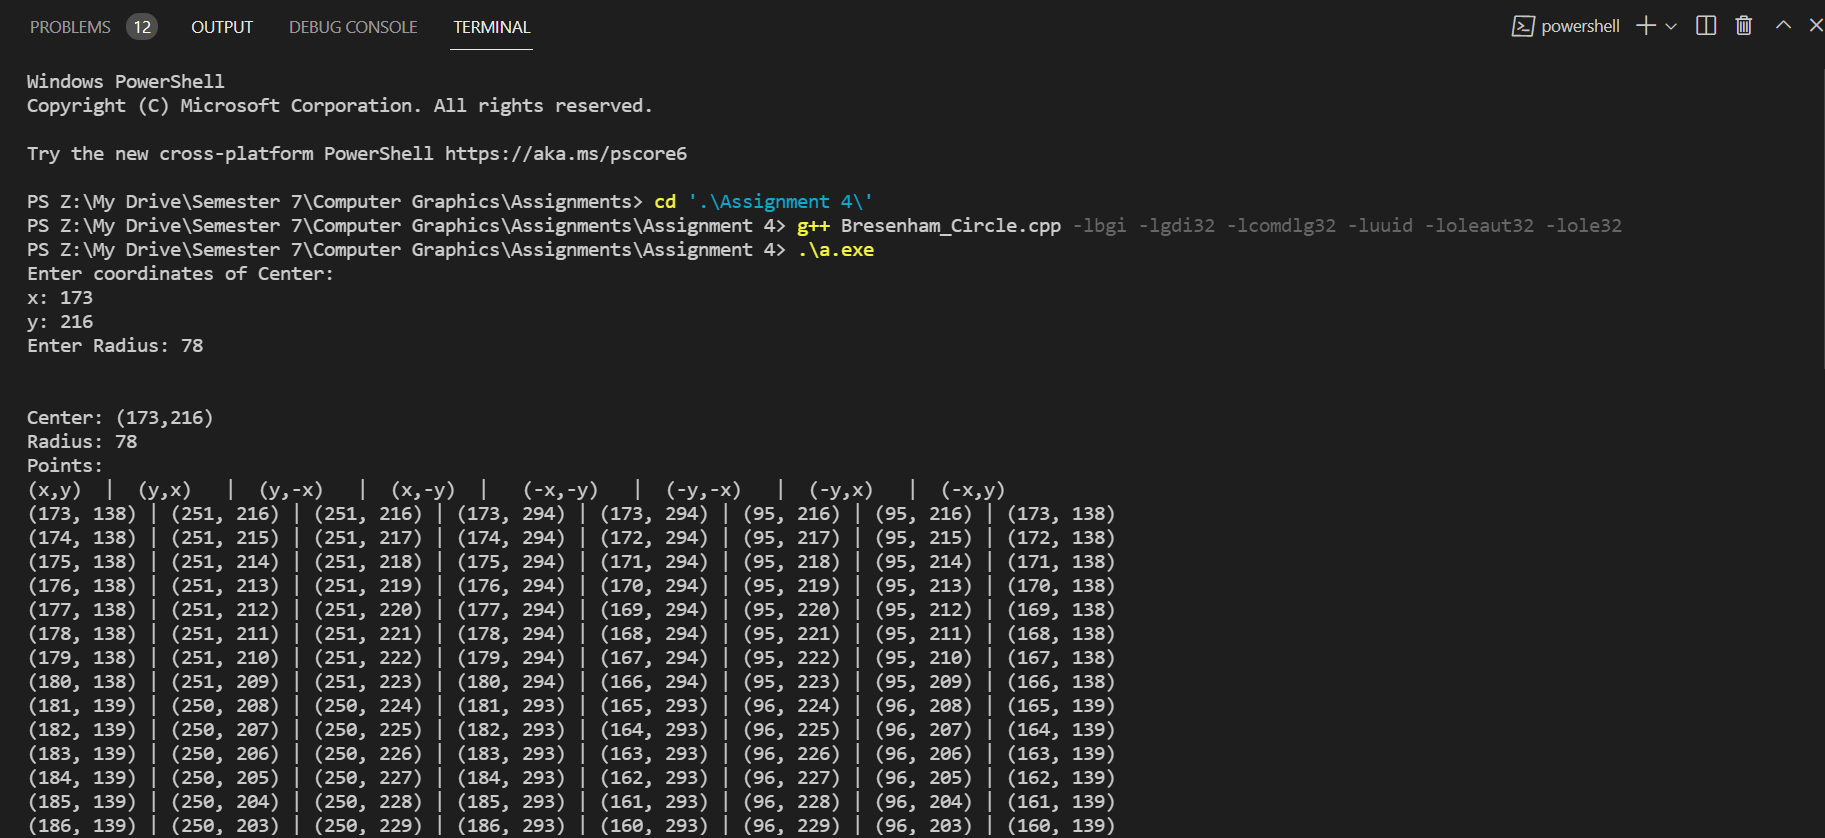 PROBLEMS 12 OUTPUT DEBUG CONSOLE TERMINAL powershell
Windows PowerShell
Copyright (C) Microsoft Corporation. All rights reserved.
Try the new cross-platform PowerShell https://aka.ms/pscore6
PS Z:\My Drive\Semester 7\Computer Graphics\Assignments> cd '.\Assignment 4\'
PS Z:\My Drive\Semester 7\Computer Graphics\Assignments\Assignment 4> g++ Bresenham_Circle.cpp -lbgi -lgdi32 -lcomdlg32 -luuid -loleaut32 -lole32
PS Z:\My Drive\Semester 7\Computer Graphics\Assignments\Assignment 4> .\a.exe
Enter coordinates of Center:
x: 173
y: 216
Enter Radius: 78
Center: (173,216)
Radius: 78
Points:
(x,y)  |  (y,x)   |  (y,-x)   |  (x,-y)  |   (-x,-y)   |  (-y,-x)   |  (-y,x)   |  (-x,y)
(173, 138) | (251, 216) | (251, 216) | (173, 294) | (173, 294) | (95, 216) | (95, 216) | (173, 138)
(174, 138) | (251, 215) | (251, 217) | (174, 294) | (172, 294) | (95, 217) | (95, 215) | (172, 138)
(175, 138) | (251, 214) | (251, 218) | (175, 294) | (171, 294) | (95, 218) | (95, 214) | (171, 138)
(176, 138) | (251, 213) | (251, 219) | (176, 294) | (170, 294) | (95, 219) | (95, 213) | (170, 138)
(177, 138) | (251, 212) | (251, 220) | (177, 294) | (169, 294) | (95, 220) | (95, 212) | (169, 138)
(178, 138) | (251, 211) | (251, 221) | (178, 294) | (168, 294) | (95, 221) | (95, 211) | (168, 138)
(179, 138) | (251, 210) | (251, 222) | (179, 294) | (167, 294) | (95, 222) | (95, 210) | (167, 138)
(180, 138) | (251, 209) | (251, 223) | (180, 294) | (166, 294) | (95, 223) | (95, 209) | (166, 138)
(181, 139) | (250, 208) | (250, 224) | (181, 293) | (165, 293) | (96, 224) | (96, 208) | (165, 139)
(182, 139) | (250, 207) | (250, 225) | (182, 293) | (164, 293) | (96, 225) | (96, 207) | (164, 139)
(183, 139) | (250, 206) | (250, 226) | (183, 293) | (163, 293) | (96, 226) | (96, 206) | (163, 139)
(184, 139) | (250, 205) | (250, 227) | (184, 293) | (162, 293) | (96, 227) | (96, 205) | (162, 139)
(185, 139) | (250, 204) | (250, 228) | (185, 293) | (161, 293) | (96, 228) | (96, 204) | (161, 139)
(186, 139) | (250, 203) | (250, 229) | (186, 293) | (160, 293) | (96, 229) | (96, 203) | (160, 139)